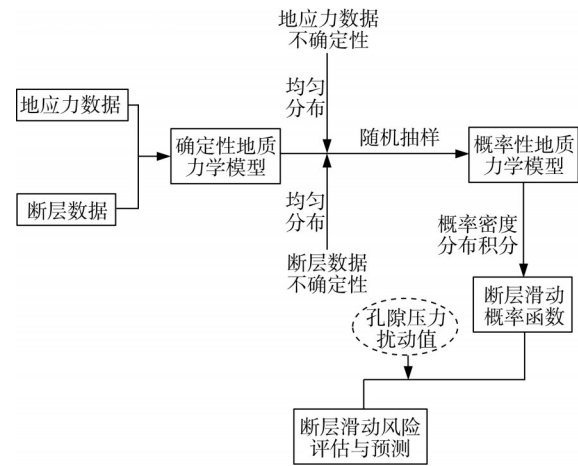 地应力数据
不确定性
均匀
分布
地应力数据
确定性地质
力学模型
随机抽样
概率性地质
力学模型
断层数据
均匀
分布
断层数据
不确定性
概率密度
分布积分
断层滑动
概率函数
孔隙压力
扰动值
断层滑动风险
评估与预测